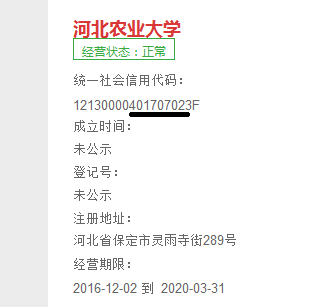 河北农业大学
经营状态：正常
统一社会信用代码：
12130000401707023F
成立时间：
未公示
登记号：
未公示
注册地址：
河北省保定市灵雨寺街289号
经营期限：
2016-12-02 到 2020-03-31